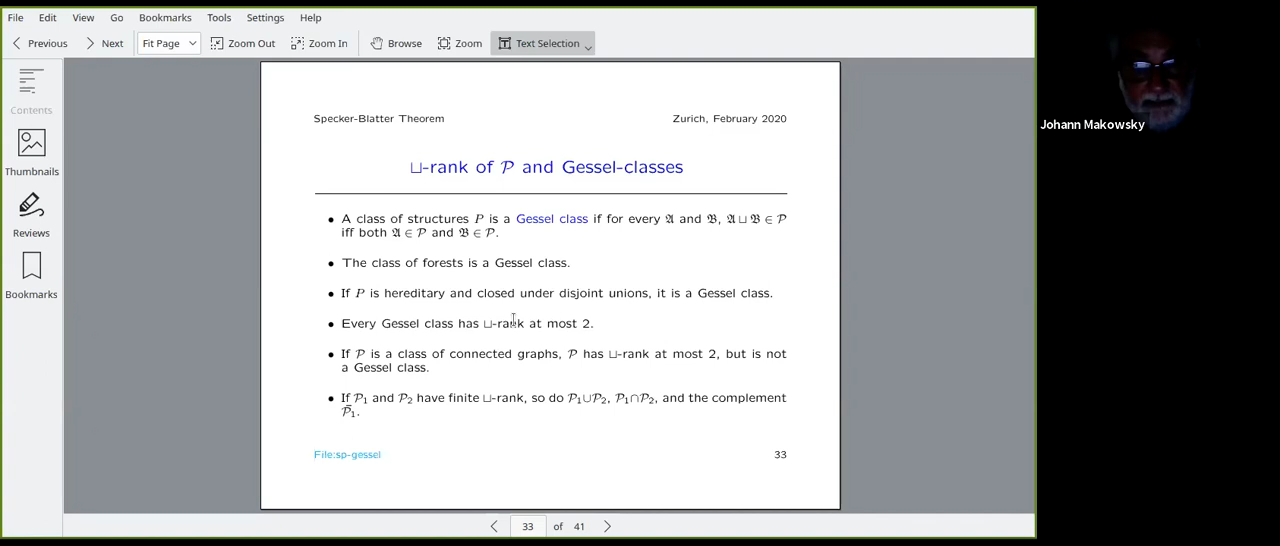 File Edit View Go Bookmarks Tools Settings Help
Previous Next Fit Page Zoom Out Zoom In Browse Zoom Text Selection
Contents
Thumbnails
Reviews
Bookmarks
Specker-Blatter Theorem Zurich, February 2020
⊔-rank of 𝒫 and Gessel-classes
• A class of structures P is a Gessel class if for every 𝔄 and 𝔅, 𝔄 ⊔ 𝔅 ∈ 𝒫
iff both 𝔄 ∈ 𝒫 and 𝔅 ∈ 𝒫.
• The class of forests is a Gessel class.
• If P is hereditary and closed under disjoint unions, it is a Gessel class.
• Every Gessel class has ⊔-rank at most 2.
• If 𝒫 is a class of connected graphs, 𝒫 has ⊔-rank at most 2, but is not
a Gessel class.
• If 𝒫₁ and 𝒫₂ have finite ⊔-rank, so do 𝒫₁∪𝒫₂, 𝒫₁∩𝒫₂, and the complement
𝒫̄₁.
File:sp-gessel 33
33 of 41
Johann Makowsky